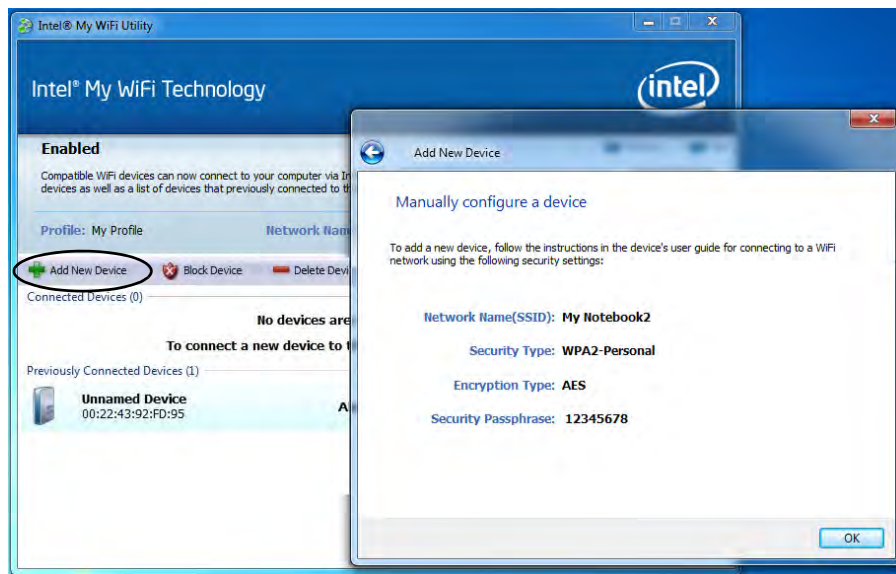 Intel® My WiFi Utility
Intel® My WiFi Technology
intel
Enabled
Compatible WiFi devices can now connect to your computer via
devices as well as a list of devices that previously connected to
Profile: My Profile
Network
Add New Device
Block Device
Delete
Connected Devices (0)
No devices are
To connect a new device to
Previously Connected Devices (1)
Unnamed Device
00:22:43:92:FD:95
Add New Device
Manually configure a device
To add a new device, follow the instructions in the device's user guide for connecting to a WiFi
network using the following security settings:
Network Name(SSID): My Notebook2
Security Type: WPA2-Personal
Encryption Type: AES
Security Passphrase: 12345678
OK